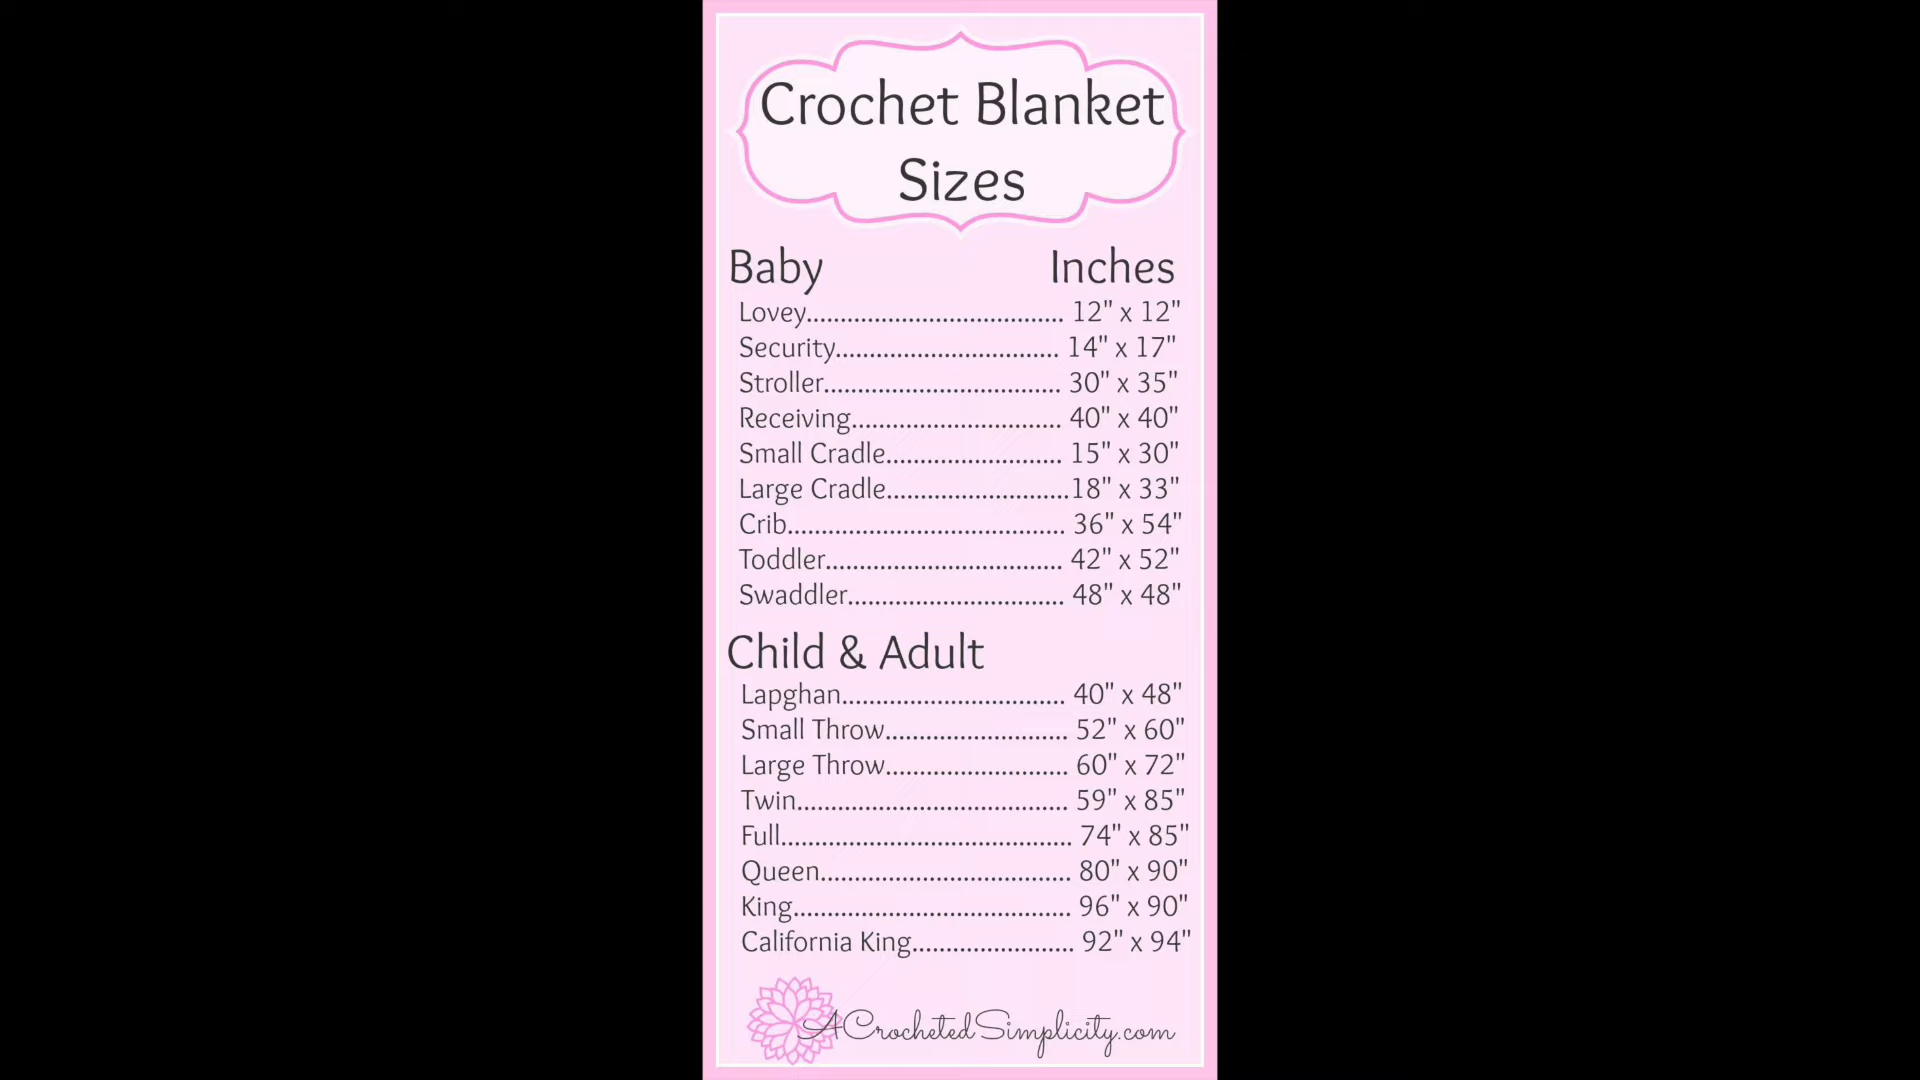 Crochet Blanket
Sizes
Baby Inches
Lovey...................................... 12" x 12"
Security................................. 14" x 17"
Stroller................................... 30" x 35"
Receiving............................... 40" x 40"
Small Cradle.......................... 15" x 30"
Large Cradle...........................18" x 33"
Crib......................................... 36" x 54"
Toddler................................... 42" x 52"
Swaddler................................ 48" x 48"
Child & Adult
Lapghan................................. 40" x 48"
Small Throw........................... 52" x 60"
Large Throw........................... 60" x 72"
Twin........................................ 59" x 85"
Full........................................... 74" x 85"
Queen..................................... 80" x 90"
King......................................... 96" x 90"
California King........................ 92" x 94"
ACrochetedSimplicity.com